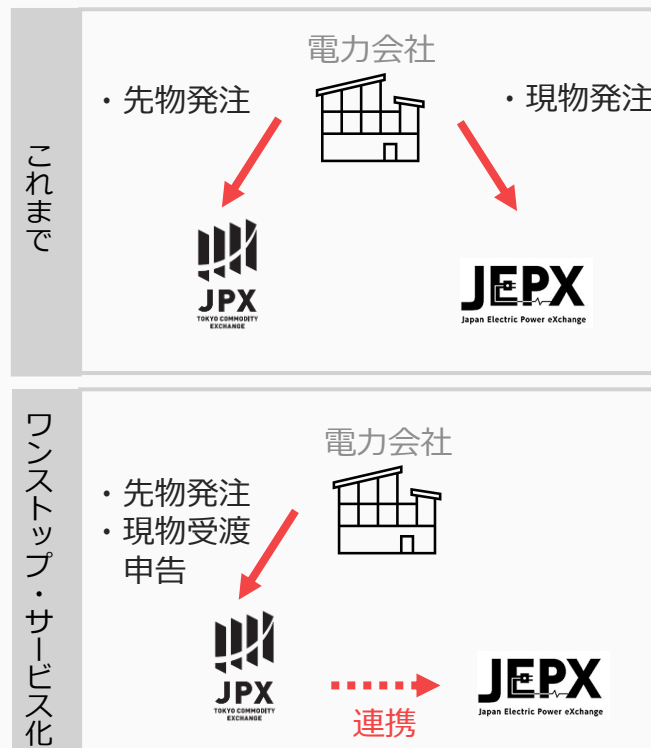 これまで
電力会社
・先物発注
・現物発注
JPX
TOKYO COMMODITY
EXCHANGE
JEPX
Japan Electric Power eXchange
ワンストップ・サービス化
電力会社
・先物発注
・現物受渡
申告
JPX
TOKYO COMMODITY
EXCHANGE
連携
JEPX
Japan Electric Power eXchange